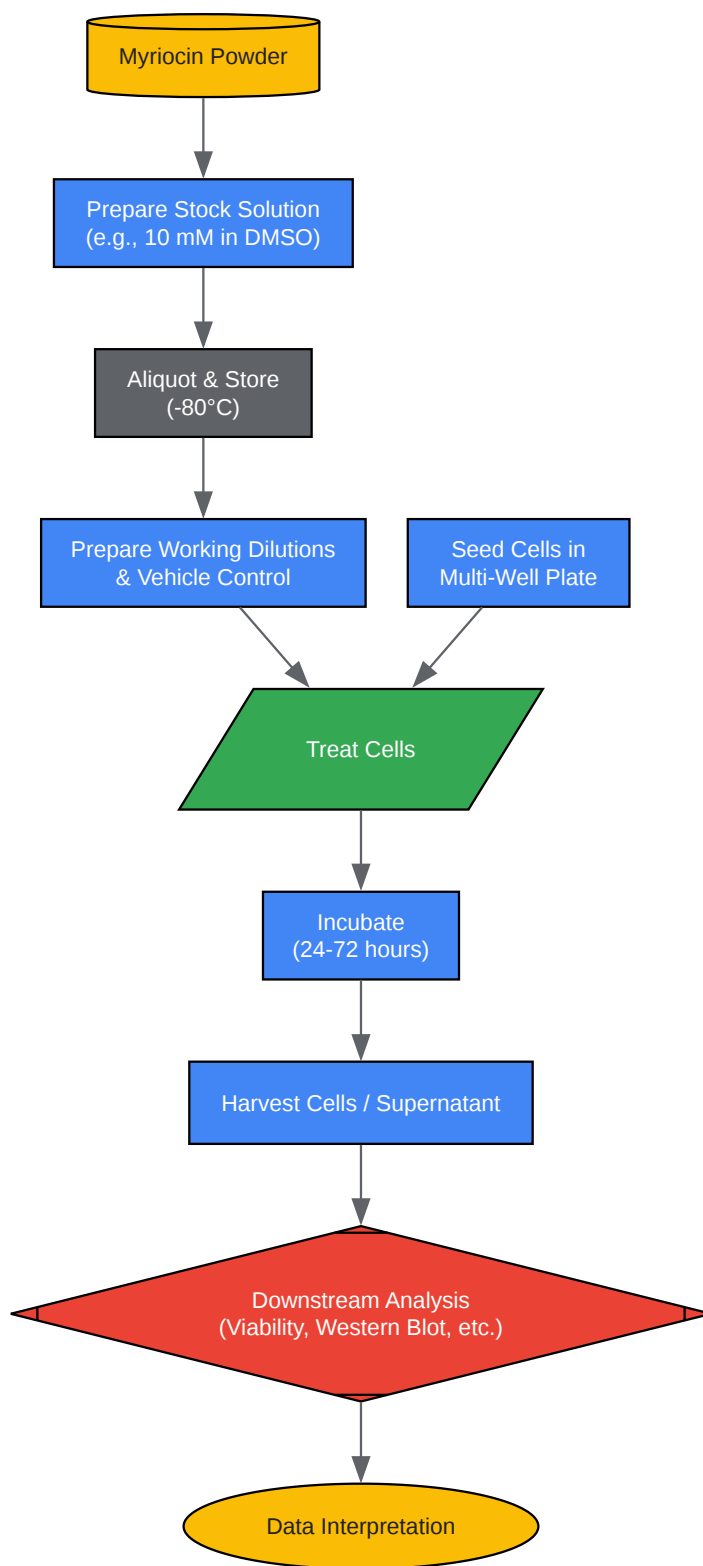 Myriocin Powder
Prepare Stock Solution
(e.g., 10 mM in DMSO)
Aliquot & Store
(-80°C)
Prepare Working Dilutions
& Vehicle Control
Seed Cells in
Multi-Well Plate
Treat Cells
Incubate
(24-72 hours)
Harvest Cells / Supernatant
Downstream Analysis
(Viability, Western Blot, etc.)
Data Interpretation